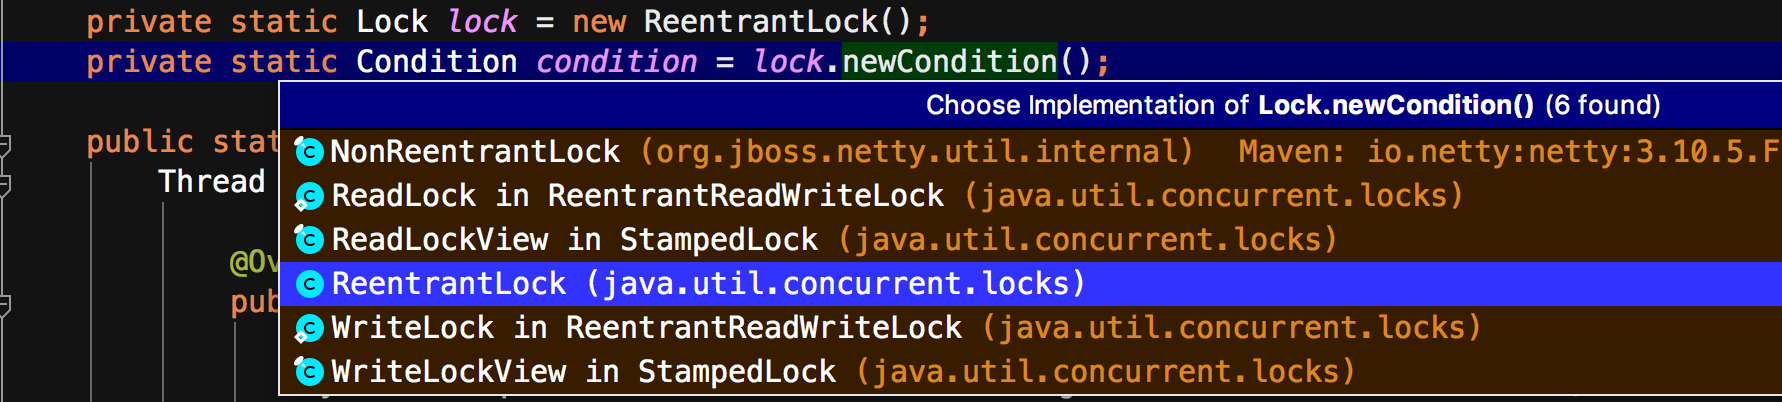 private static Lock lock = new ReentrantLock();
private static Condition condition = lock.newCondition();
Choose Implementation of Lock.newCondition() (6 found)
public stat
NonReentrantLock (org.jboss.netty.util.internal) Maven: io.netty:netty:3.10.5.F
Thread
ReadLock in ReentrantReadWriteLock (java.util.concurrent.locks)
ReadLockView in StampedLock (java.util.concurrent.locks)
@Ov
ReentrantLock (java.util.concurrent.locks)
pub
WriteLock in ReentrantReadWriteLock (java.util.concurrent.locks)
WriteLockView in StampedLock (java.util.concurrent.locks)